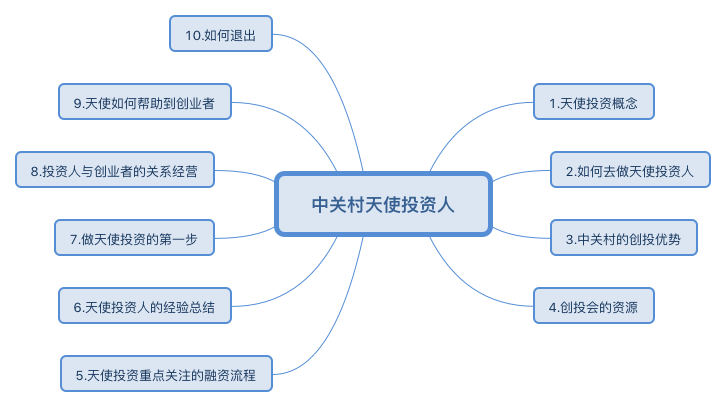 中关村天使投资人
1.天使投资概念
2.如何去做天使投资人
3.中关村的创投优势
4.创投会的资源
5.天使投资重点关注的融资流程
6.天使投资人的经验总结
7.做天使投资的第一步
8.投资人与创业者的关系经营
9.天使如何帮助到创业者
10.如何退出